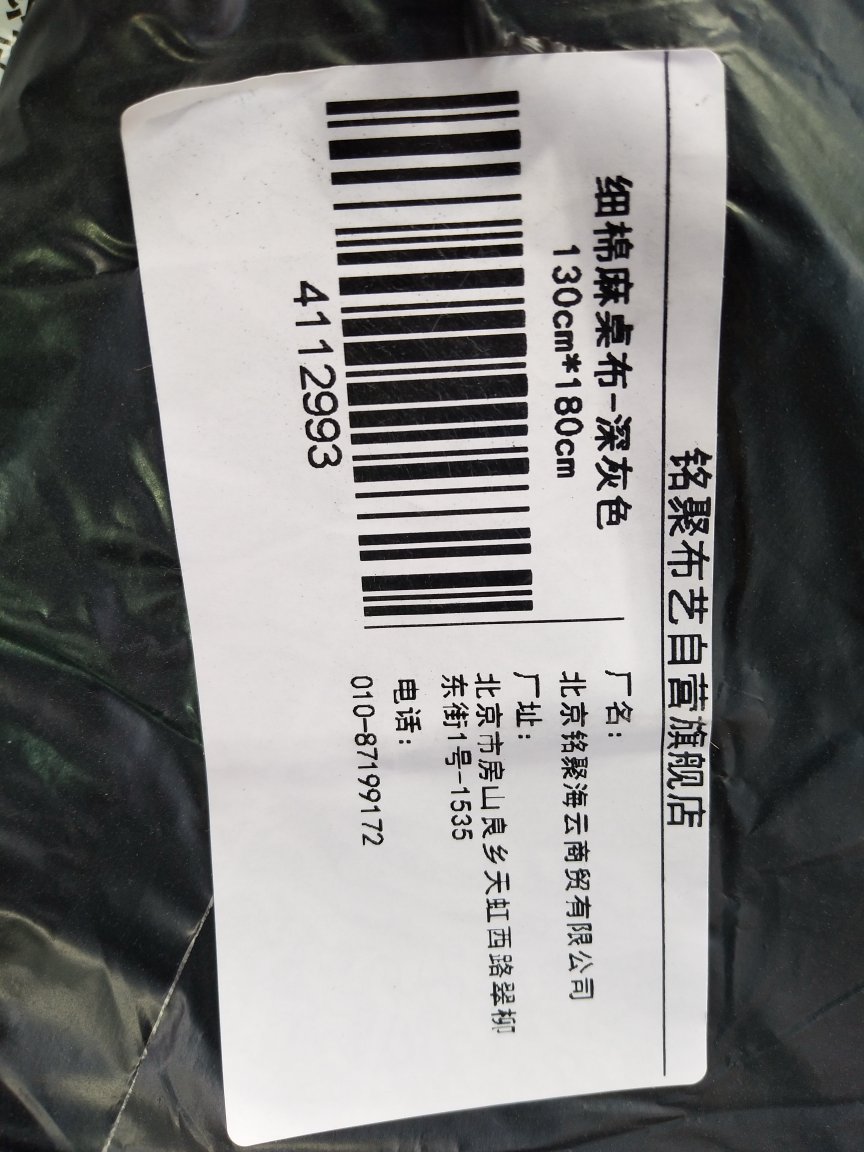 铭聚布艺自营旗舰店
细棉麻桌布-深灰色
130cm*180cm
4112993
厂名：
北京铭聚海云商贸有限公司
厂址：
北京市房山良乡天虹西路翠柳
东街1号-1535
电话：
010-87199172